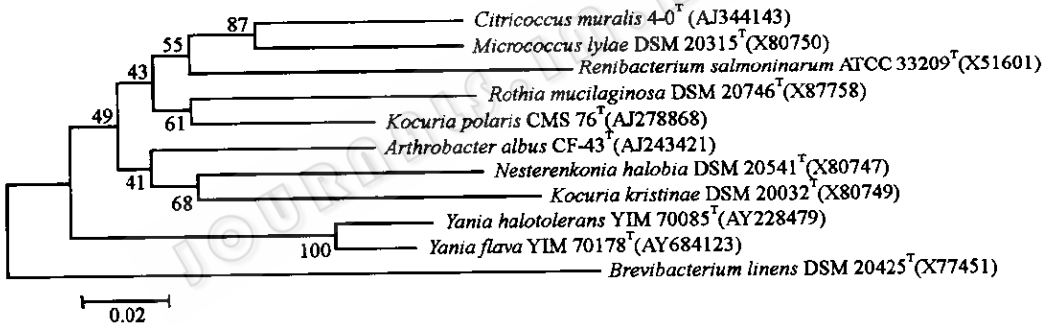 87 Citricoccus muralis 4-0ᵀ (AJ344143)
55 Micrococcus lylae DSM 20315ᵀ(X80750)
43 Renibacterium salmoninarum ATCC 33209ᵀ(X51601)
Rothia mucilaginosa DSM 20746ᵀ(X87758)
49 61 Kocuria polaris CMS 76ᵀ(AJ278868)
Arthrobacter albus CF-43ᵀ(AJ243421)
41 Nesterenkonia halobia DSM 20541ᵀ(X80747)
68 Kocuria kristinae DSM 20032ᵀ(X80749)
Yania halotolerans YIM 70085ᵀ(AY228479)
100 Yania flava YIM 70178ᵀ(AY684123)
Brevibacterium linens DSM 20425ᵀ(X77451)
0.02